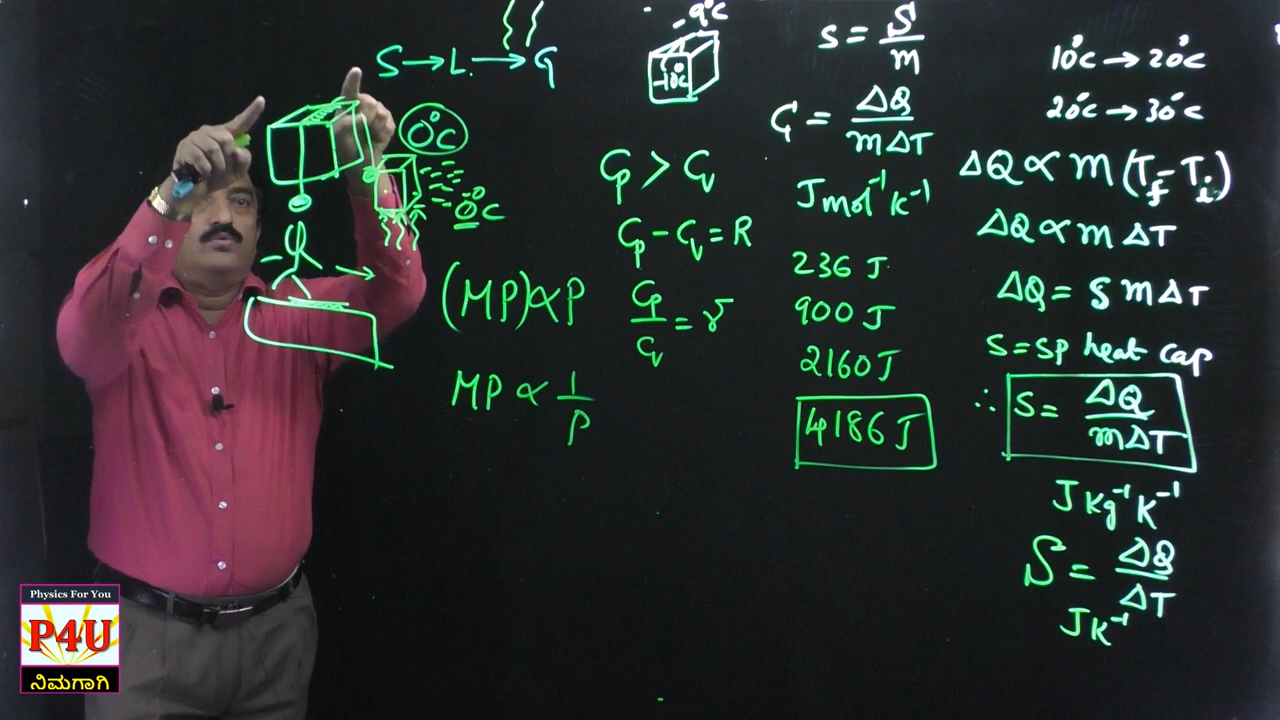 S → L. → G
-9°C
-10°C
0°C
0°C
(MP) ∝ P
MP ∝ 1/P
Cp > Cv
Cp - Cv = R
Cp/Cv = γ
s = S/m
C = ΔQ/mΔT
J mol⁻¹ K⁻¹
236 J
900 J
2160 J
4186 J
10°C → 20°C
20°C → 30°C
ΔQ ∝ m (Tf - Ti)
ΔQ ∝ m ΔT
ΔQ = S m ΔT
S = Sp heat cap
∴ S = ΔQ/mΔT
J Kg⁻¹ K⁻¹
S = ΔQ/ΔT
J K⁻¹
Physics For You
P4U
ನಿಮಗಾಗಿ